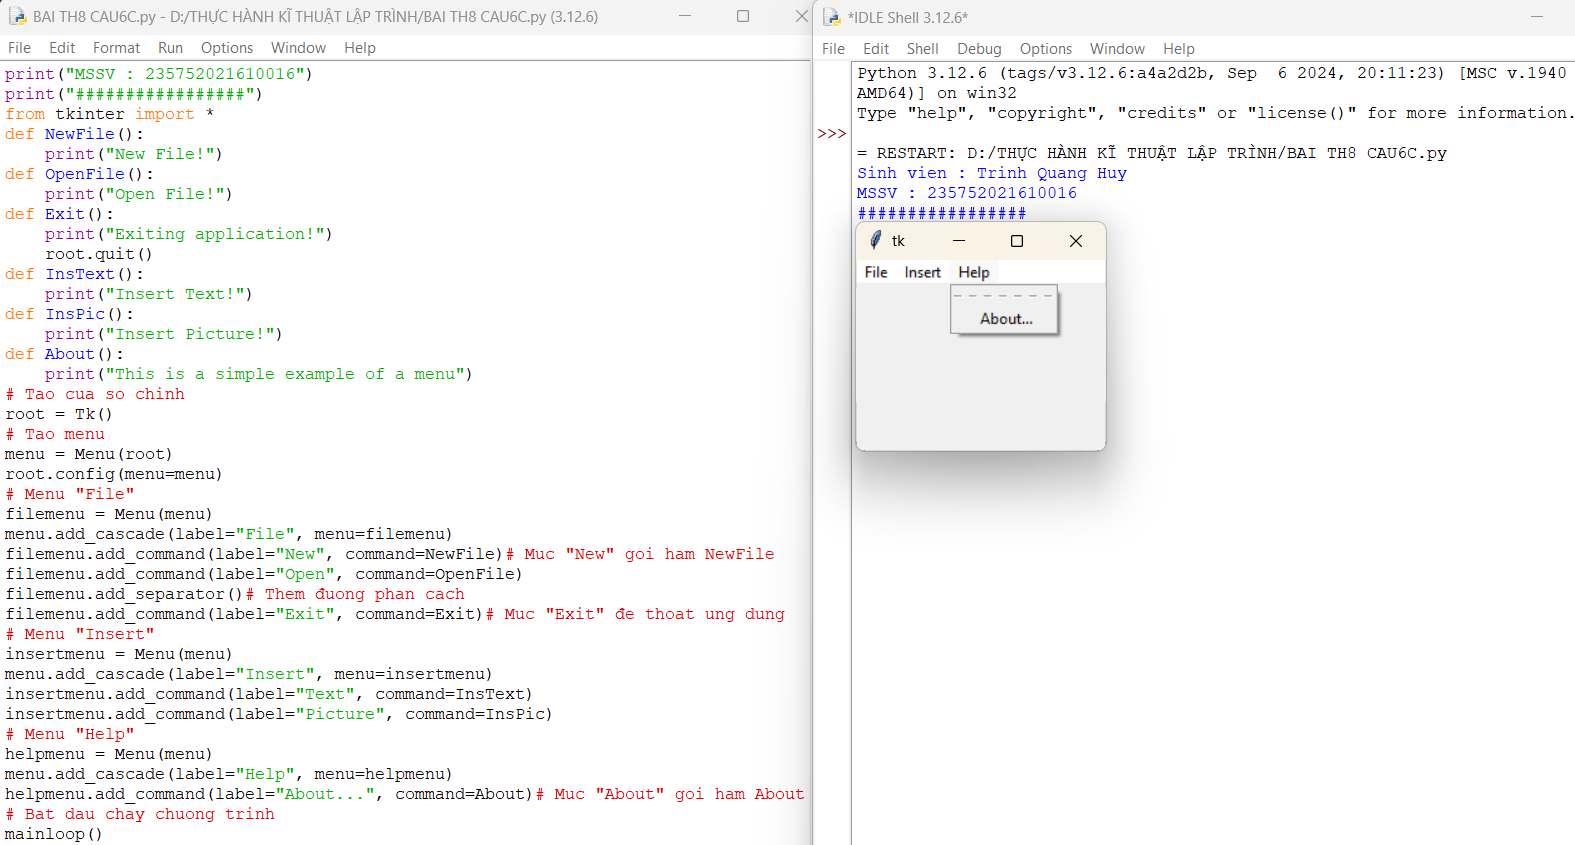 BAI TH8 CAU6C.py - D:/THỰC HÀNH KĨ THUẬT LẬP TRÌNH/BAI TH8 CAU6C.py (3.12.6)
File Edit Format Run Options Window Help
print("MSSV : 235752021610016")
print("#################")
from tkinter import *
def NewFile():
    print("New File!")
def OpenFile():
    print("Open File!")
def Exit():
    print("Exiting application!")
    root.quit()
def InsText():
    print("Insert Text!")
def InsPic():
    print("Insert Picture!")
def About():
    print("This is a simple example of a menu")
# Tao cua so chinh
root = Tk()
# Tao menu
menu = Menu(root)
root.config(menu=menu)
# Menu "File"
filemenu = Menu(menu)
menu.add_cascade(label="File", menu=filemenu)
filemenu.add_command(label="New", command=NewFile)# Muc "New" goi ham NewFile
filemenu.add_command(label="Open", command=OpenFile)
filemenu.add_separator()# Them đuong phan cach
filemenu.add_command(label="Exit", command=Exit)# Muc "Exit" đe thoat ung dung
# Menu "Insert"
insertmenu = Menu(menu)
menu.add_cascade(label="Insert", menu=insertmenu)
insertmenu.add_command(label="Text", command=InsText)
insertmenu.add_command(label="Picture", command=InsPic)
# Menu "Help"
helpmenu = Menu(menu)
menu.add_cascade(label="Help", menu=helpmenu)
helpmenu.add_command(label="About...", command=About)# Muc "About" goi ham About
# Bat dau chay chuong trinh
mainloop()
*IDLE Shell 3.12.6*
File Edit Shell Debug Options Window Help
Python 3.12.6 (tags/v3.12.6:a4a2d2b, Sep  6 2024, 20:11:23) [MSC v.1940
AMD64)] on win32
Type "help", "copyright", "credits" or "license()" for more information.
>>>
= RESTART: D:/THỰC HÀNH KĨ THUẬT LẬP TRÌNH/BAI TH8 CAU6C.py
Sinh vien : Trinh Quang Huy
MSSV : 235752021610016
#################
tk
File Insert Help
About...